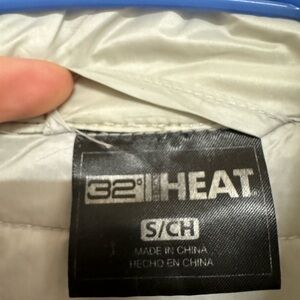 32° HEAT
S/CH
MADE IN CHINA
HECHO EN CHINA